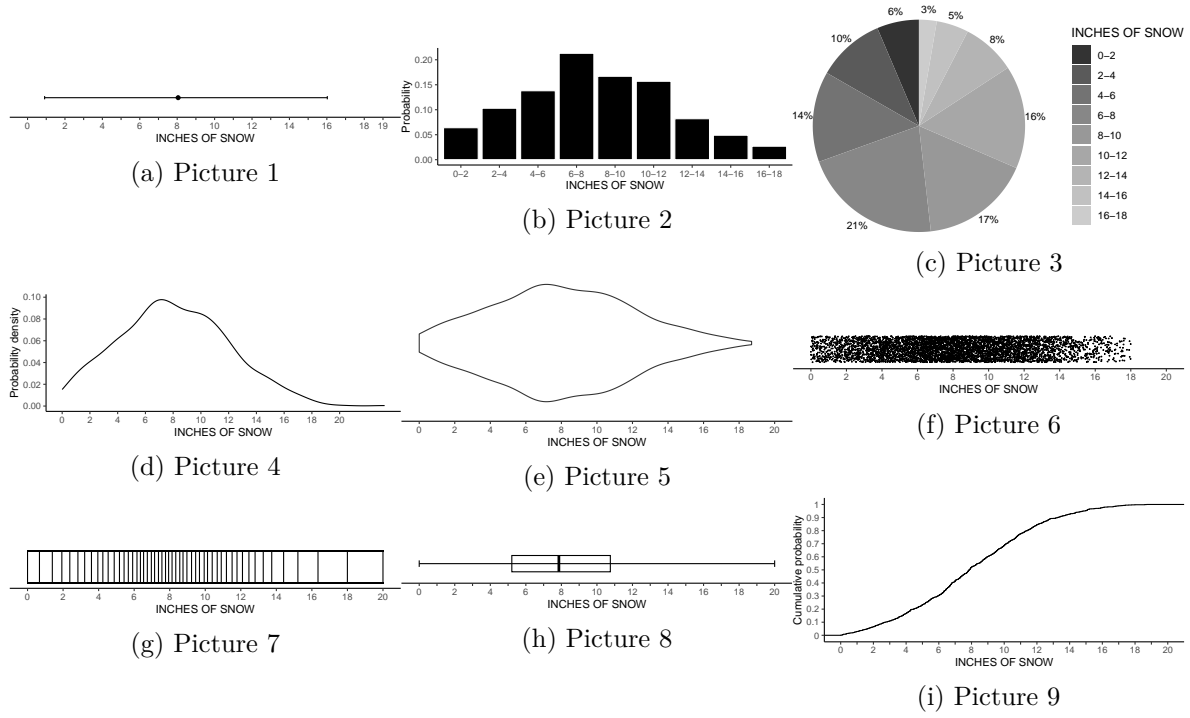 0 2 4 6 8 10 12 14 16 18 19
INCHES OF SNOW
(a) Picture 1
Probability
0.20
0.15
0.10
0.05
0.00
0–2 2–4 4–6 6–8 8–10 10–12 12–14 14–16 16–18
INCHES OF SNOW
(b) Picture 2
6% 3%
5%
10%
8%
14%
16%
21%
17%
INCHES OF SNOW
0–2
2–4
4–6
6–8
8–10
10–12
12–14
14–16
16–18
(c) Picture 3
Probability density
0.10
0.08
0.06
0.04
0.02
0.00
0 2 4 6 8 10 12 14 16 18 20
INCHES OF SNOW
(d) Picture 4
0 2 4 6 8 10 12 14 16 18 20
INCHES OF SNOW
(e) Picture 5
0 2 4 6 8 10 12 14 16 18 20
INCHES OF SNOW
(f) Picture 6
0 2 4 6 8 10 12 14 16 18 20
INCHES OF SNOW
(g) Picture 7
0 2 4 6 8 10 12 14 16 18 20
INCHES OF SNOW
(h) Picture 8
Cumulative probability
1
0.9
0.8
0.7
0.6
0.5
0.4
0.3
0.2
0.1
0
0 2 4 6 8 10 12 14 16 18 20
INCHES OF SNOW
(i) Picture 9